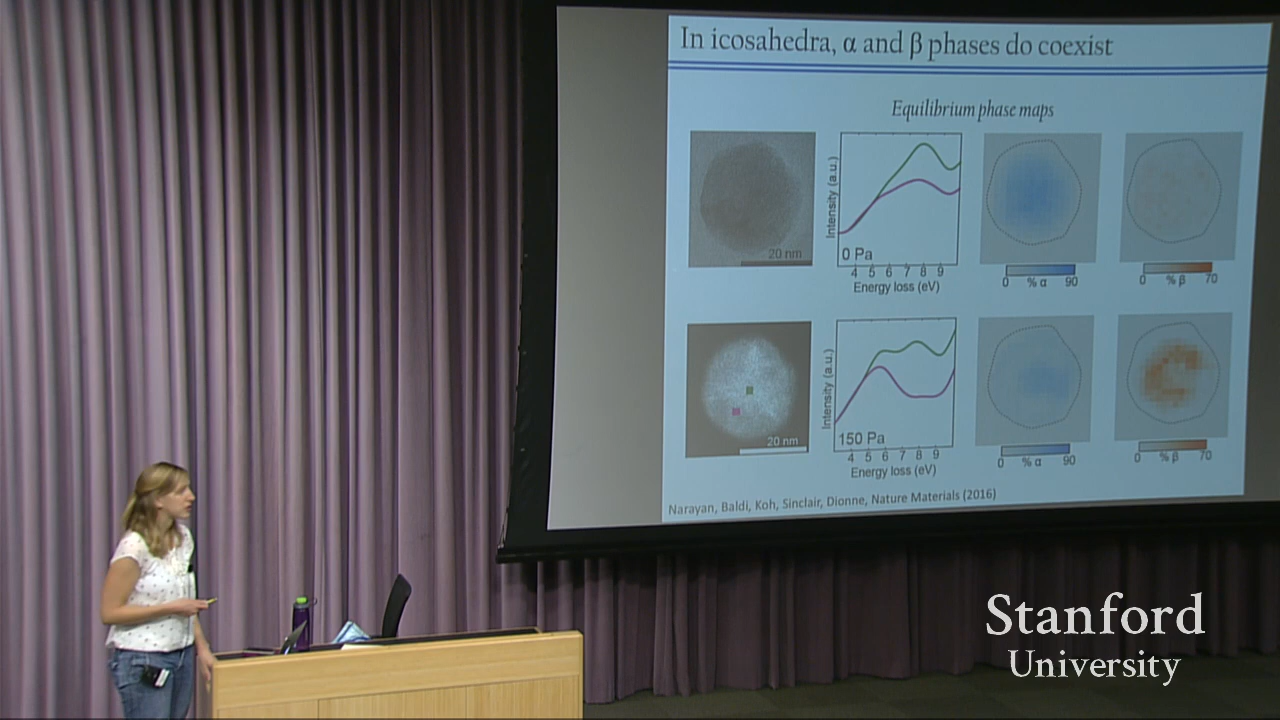 In icosahedra, α and β phases do coexist
Equilibrium phase maps
20 nm
Intensity (a.u.)
0 Pa
4 5 6 7 8 9
Energy loss (eV)
0 % α 90
0 % β 70
20 nm
Intensity (a.u.)
150 Pa
4 5 6 7 8 9
Energy loss (eV)
0 % α 90
0 % β 70
Narayan, Baldi, Koh, Sinclair, Dionne, Nature Materials (2016)
Stanford
University